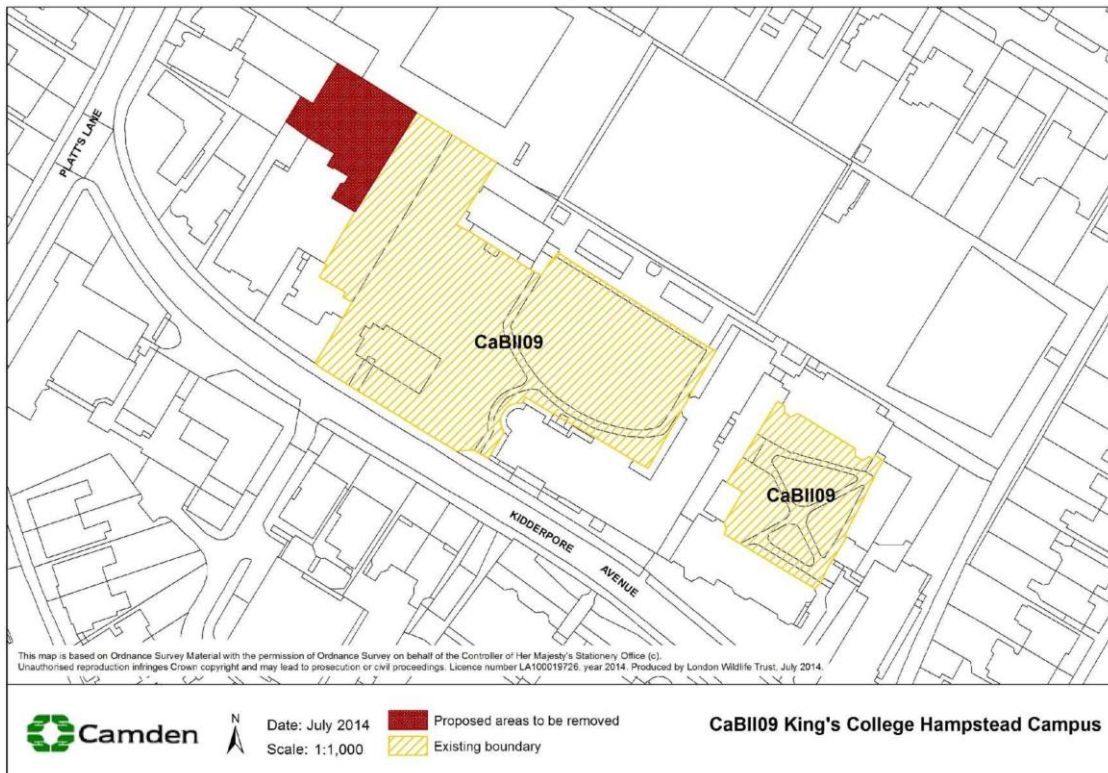 PLATT'S LANE
CaBII09
CaBII09
KIDDERPORE
AVENUE
This map is based on Ordnance Survey Material with the permission of Ordnance Survey on behalf of the Controller of Her Majesty's Stationery Office (c).
Unauthorised reproduction infringes Crown copyright and may lead to prosecution or civil proceedings. Licence number LA100019726, year 2014. Produced by London Wildlife Trust, July 2014.
Camden
N
Date: July 2014
Scale: 1:1,000
Proposed areas to be removed
Existing boundary
CaBII09 King's College Hampstead Campus